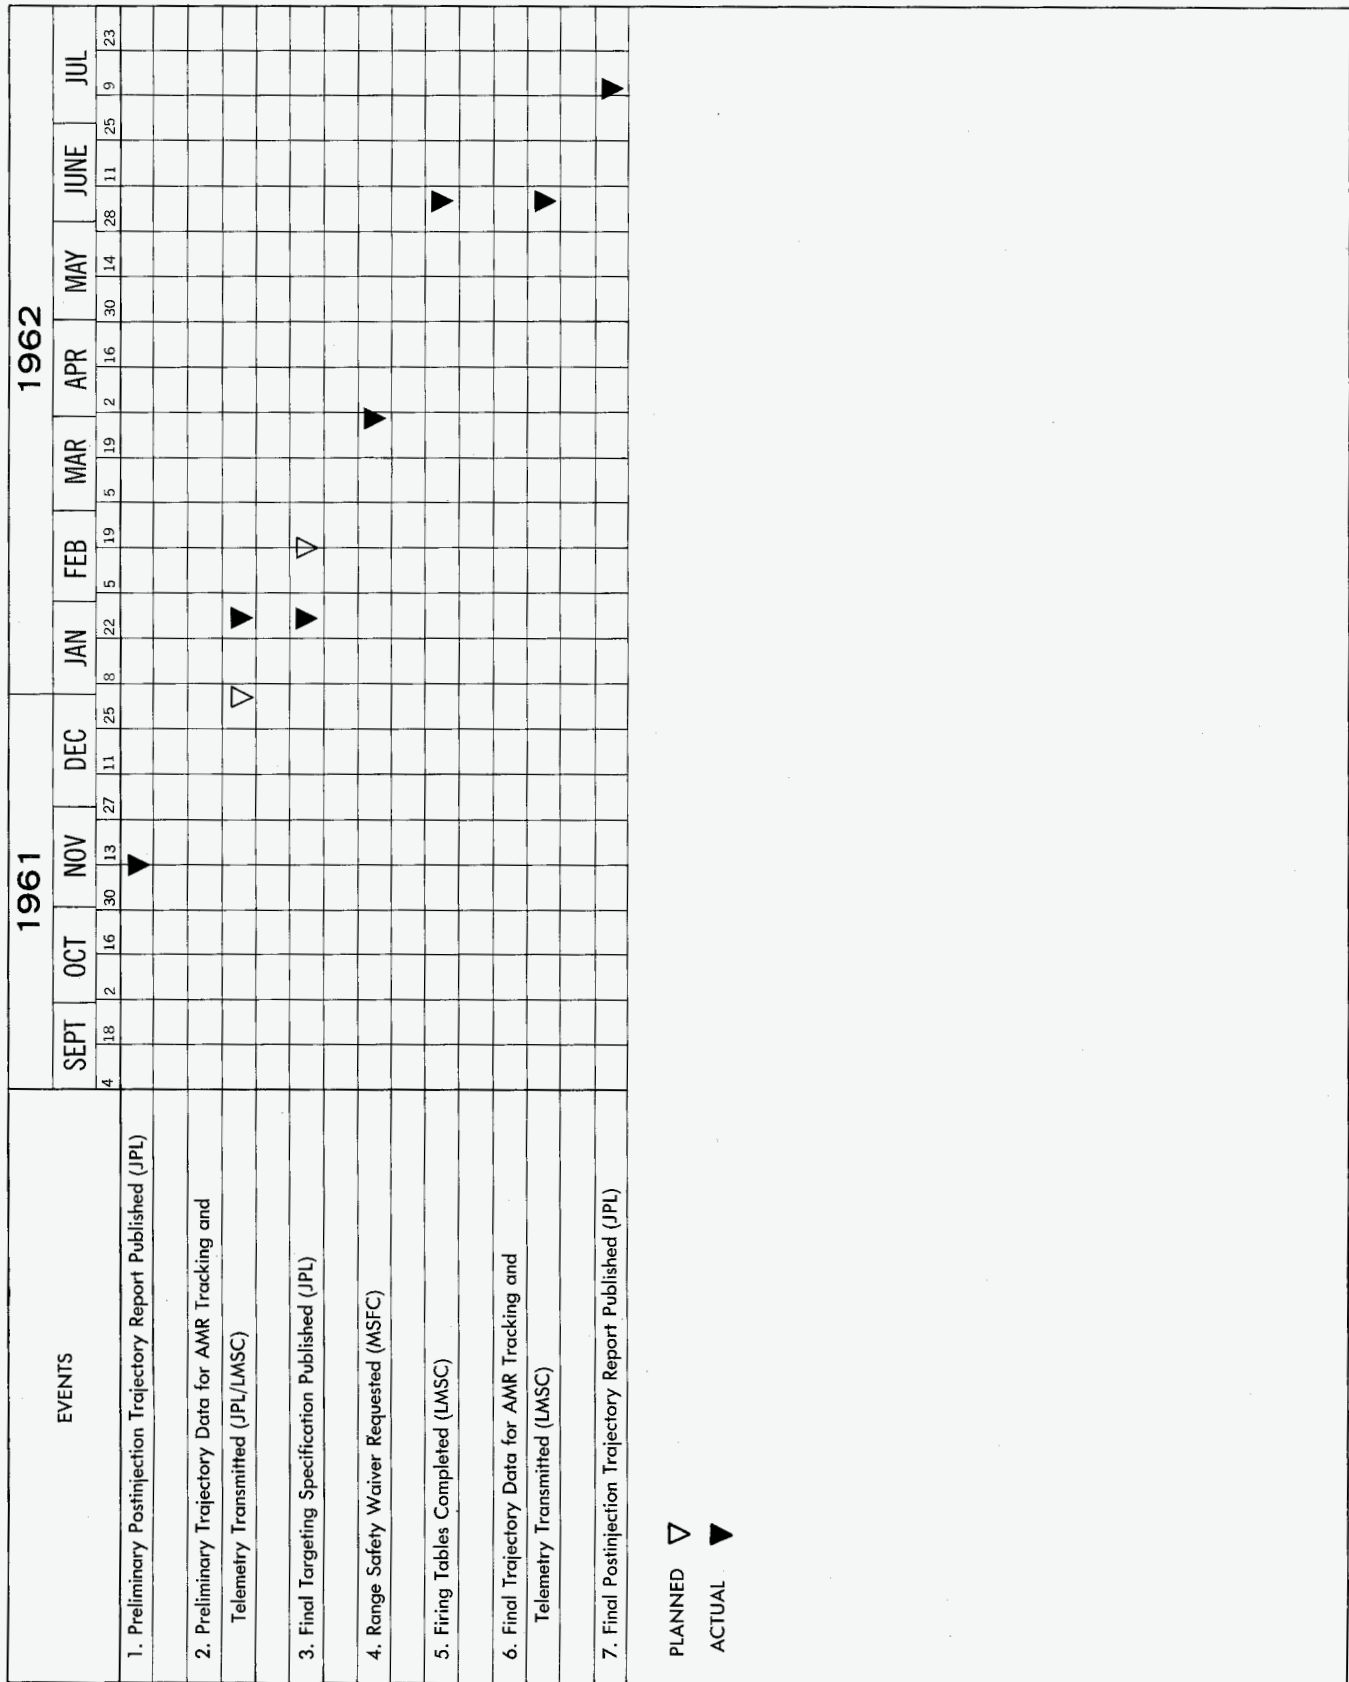 EVENTS
1961
1962
SEPT OCT NOV DEC JAN FEB MAR APR MAY JUNE JUL
4 18 2 16 30 13 27 11 25 8 22 5 19 5 19 2 16 30 14 28 11 25 9 23
1. Preliminary Postinjection Trajectory Report Published (JPL)
2. Preliminary Trajectory Data for AMR Tracking and
Telemetry Transmitted (JPL/LMSC)
3. Final Targeting Specification Published (JPL)
4. Range Safety Waiver Requested (MSFC)
5. Firing Tables Completed (LMSC)
6. Final Trajectory Data for AMR Tracking and
Telemetry Transmitted (LMSC)
7. Final Postinjection Trajectory Report Published (JPL)
PLANNED
ACTUAL